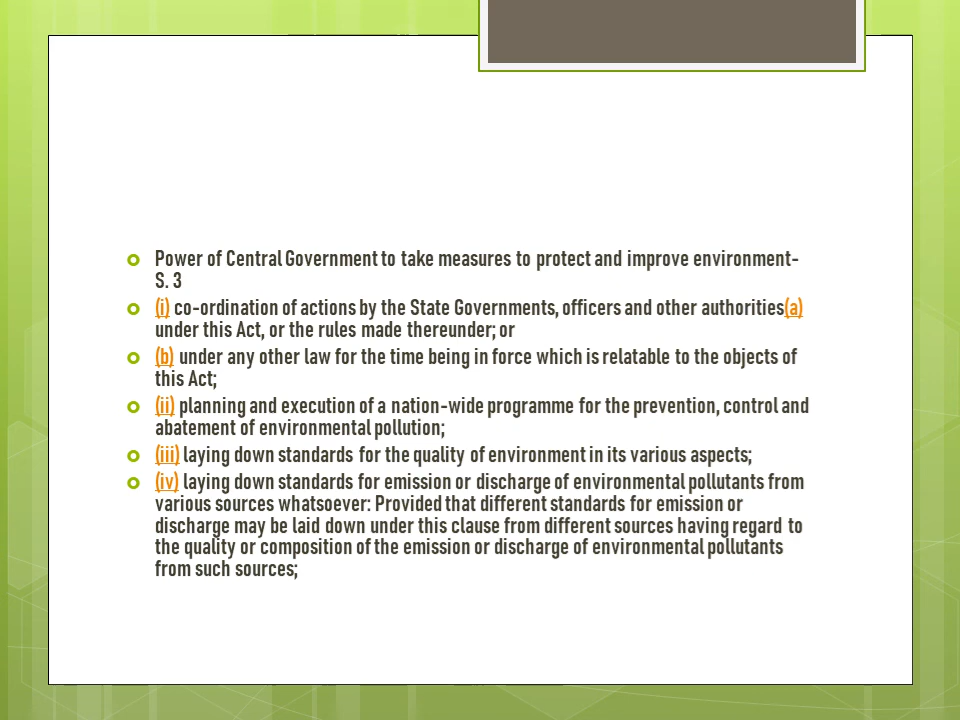 Power of Central Government to take measures to protect and improve environment-
S. 3
(i) co-ordination of actions by the State Governments, officers and other authorities(a)
under this Act, or the rules made thereunder; or
(b) under any other law for the time being in force which is relatable to the objects of
this Act;
(ii) planning and execution of a nation-wide programme for the prevention, control and
abatement of environmental pollution;
(iii) laying down standards for the quality of environment in its various aspects;
(iv) laying down standards for emission or discharge of environmental pollutants from
various sources whatsoever: Provided that different standards for emission or
discharge may be laid down under this clause from different sources having regard to
the quality or composition of the emission or discharge of environmental pollutants
from such sources;